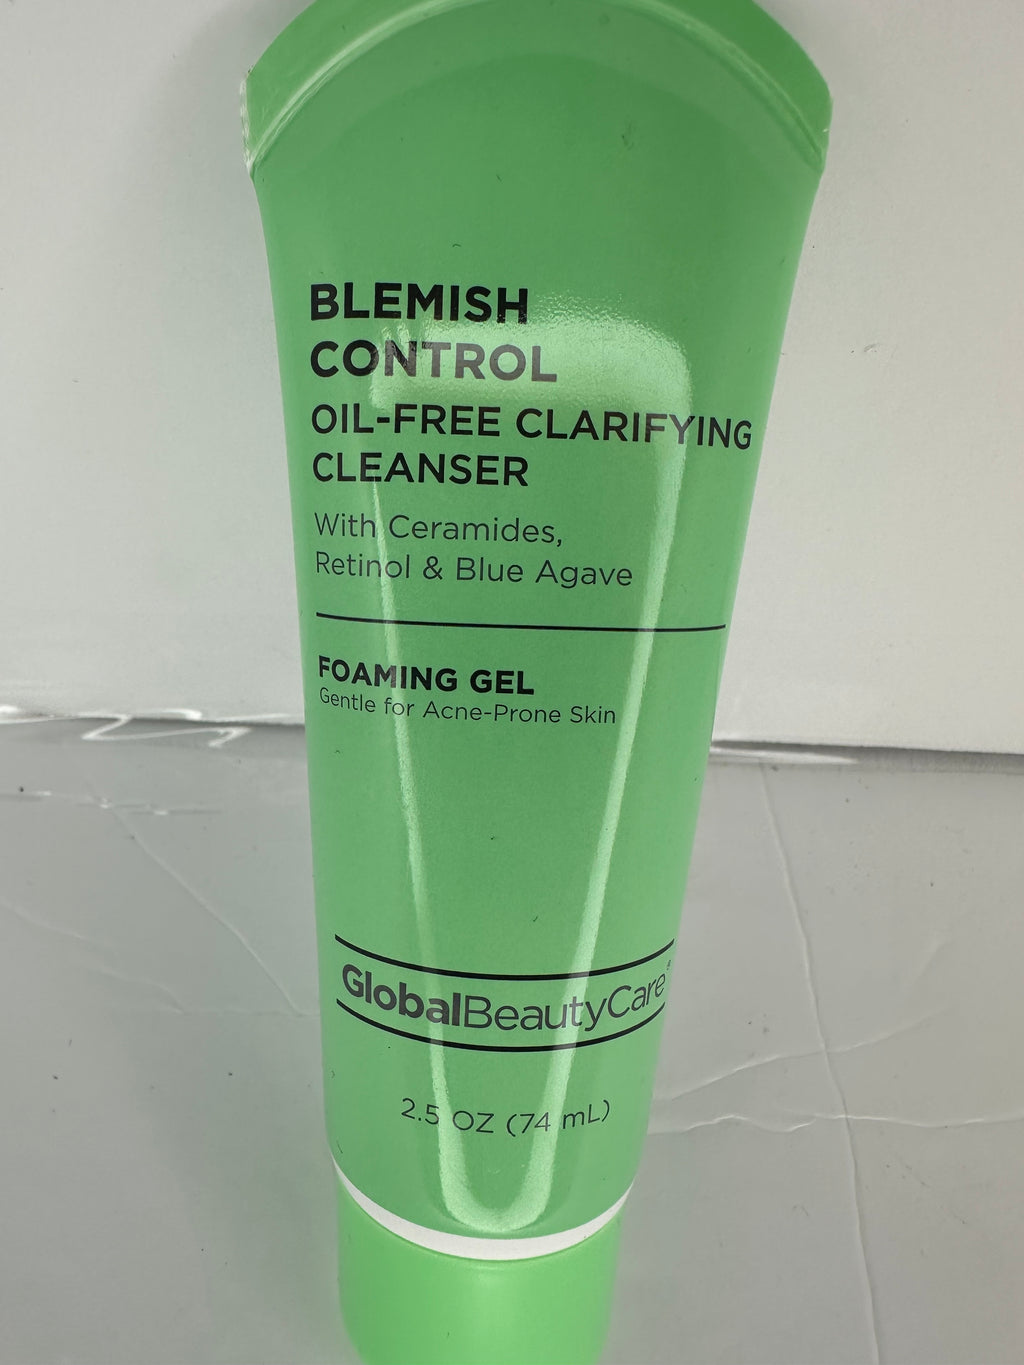 BLEMISH
CONTROL
OIL-FREE CLARIFYING
CLEANSER
With Ceramides,
Retinol & Blue Agave
FOAMING GEL
Gentle for Acne-Prone Skin
GlobalBeautyCare®
2.5 OZ (74 mL)